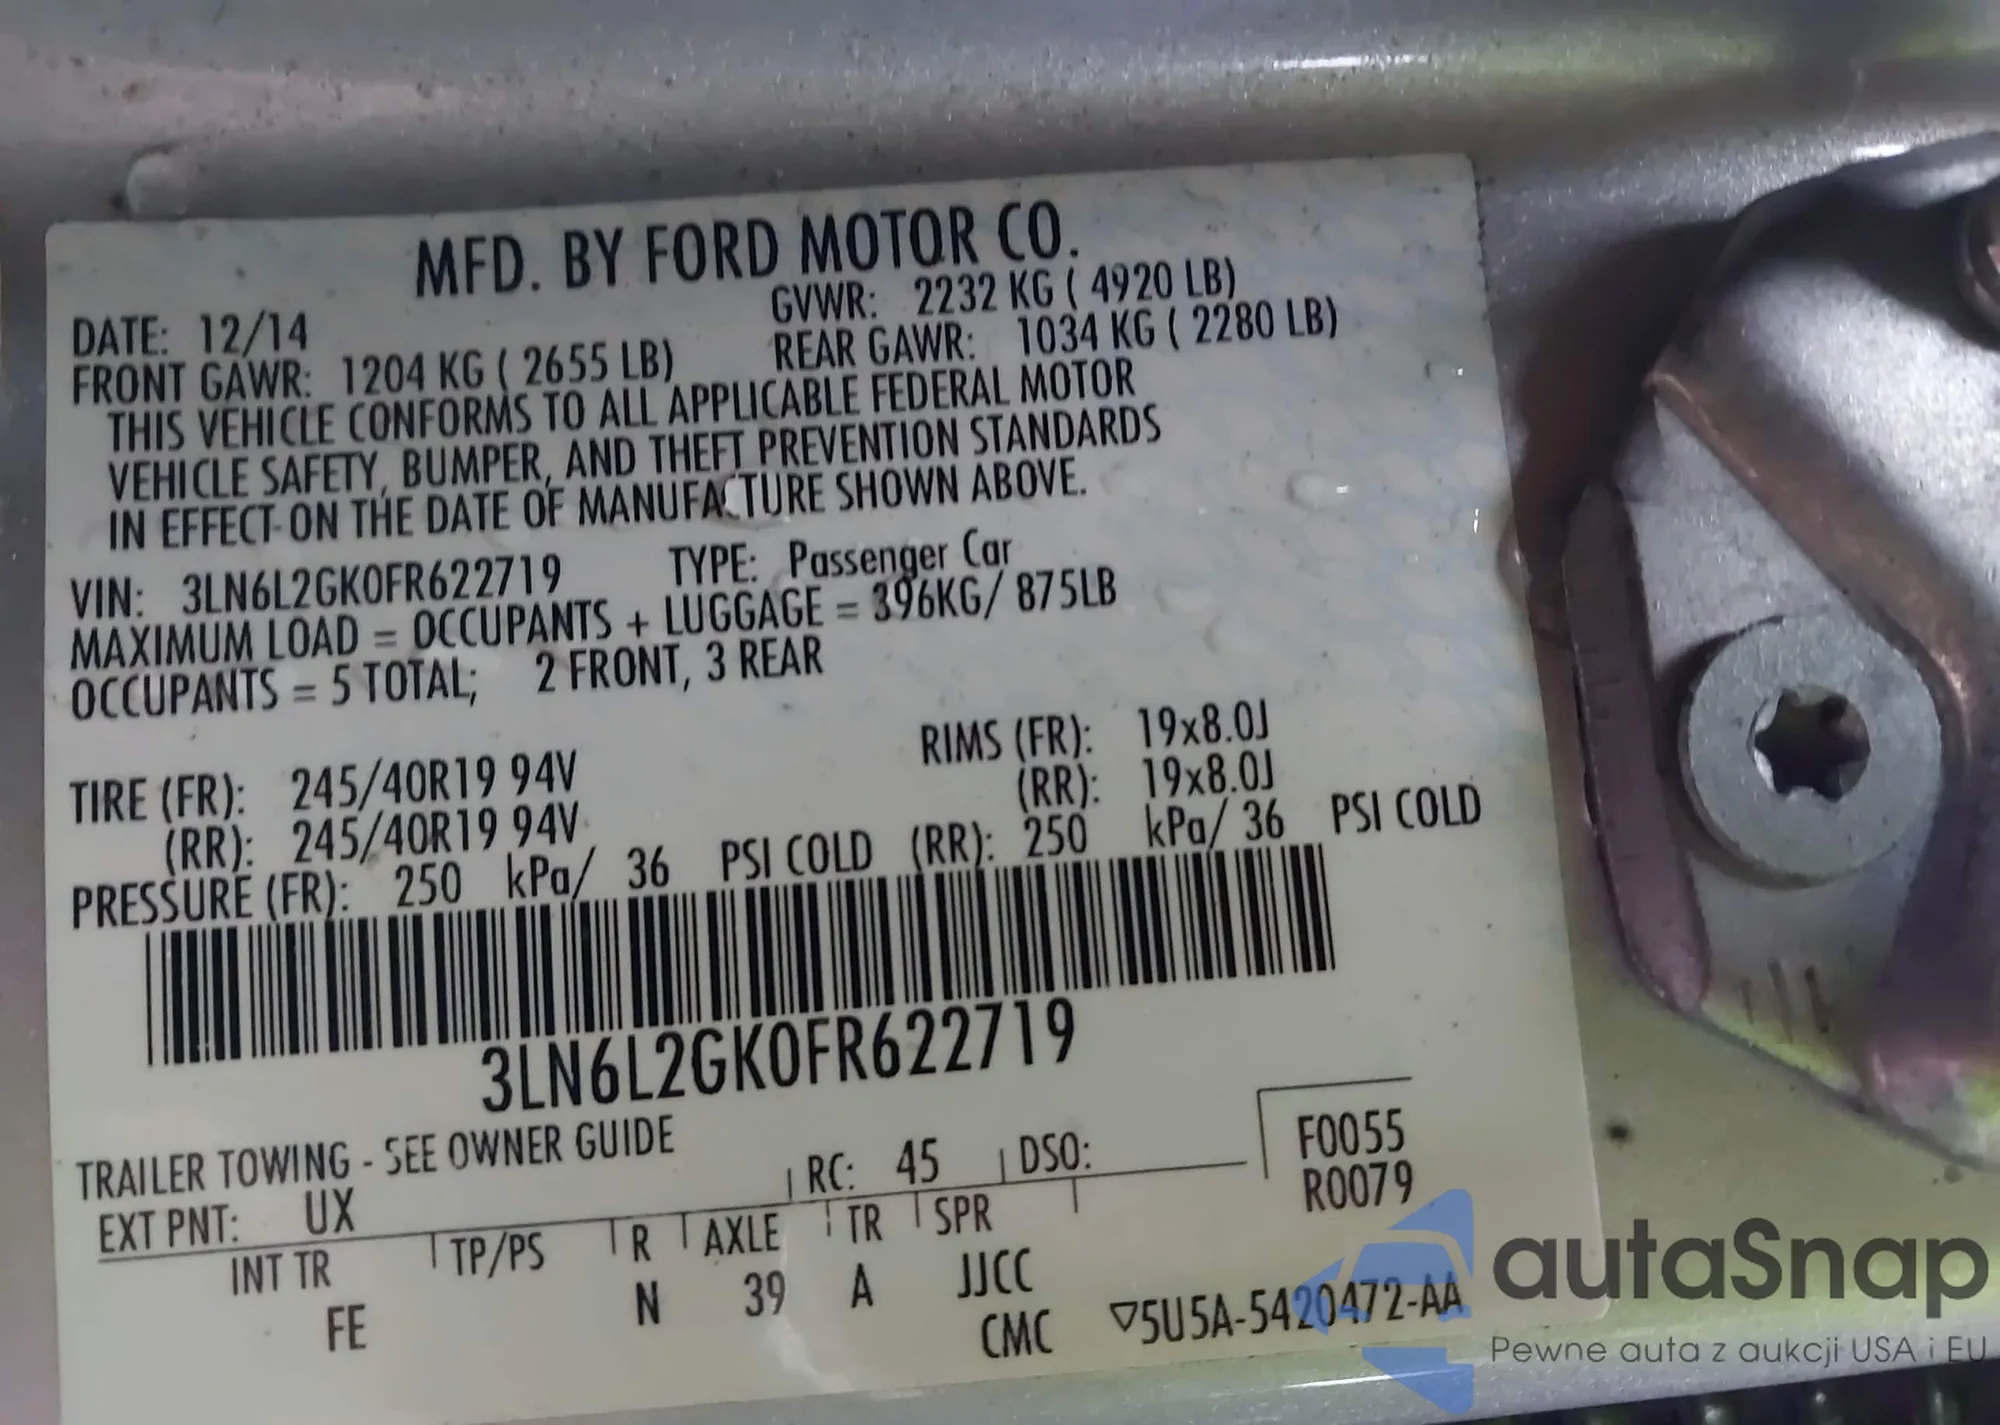 MFD. BY FORD MOTOR CO.
DATE: 12/14 GVWR: 2232 KG ( 4920 LB)
FRONT GAWR: 1204 KG ( 2655 LB) REAR GAWR: 1034 KG ( 2280 LB)
THIS VEHICLE CONFORMS TO ALL APPLICABLE FEDERAL MOTOR
VEHICLE SAFETY, BUMPER, AND THEFT PREVENTION STANDARDS
IN EFFECT ON THE DATE OF MANUFACTURE SHOWN ABOVE.
VIN: 3LN6L2GK0FR622719 TYPE: Passenger Car
MAXIMUM LOAD = OCCUPANTS + LUGGAGE = 396KG/ 875LB
OCCUPANTS = 5 TOTAL; 2 FRONT, 3 REAR
TIRE (FR): 245/40R19 94V RIMS (FR): 19x8.0J
(RR): 245/40R19 94V (RR): 19x8.0J
PRESSURE (FR): 250 kPa/ 36 PSI COLD (RR): 250 kPa/ 36 PSI COLD
3LN6L2GK0FR622719
TRAILER TOWING - SEE OWNER GUIDE
EXT PNT: UX RC: 45 DSO: F0055
R0079
INT TR TP/PS R AXLE TR SPR
FE N 39 A JJCC
CMC ▽5U5A-5420472-AA
autaSnap
Pewne auta z aukcji USA i EU